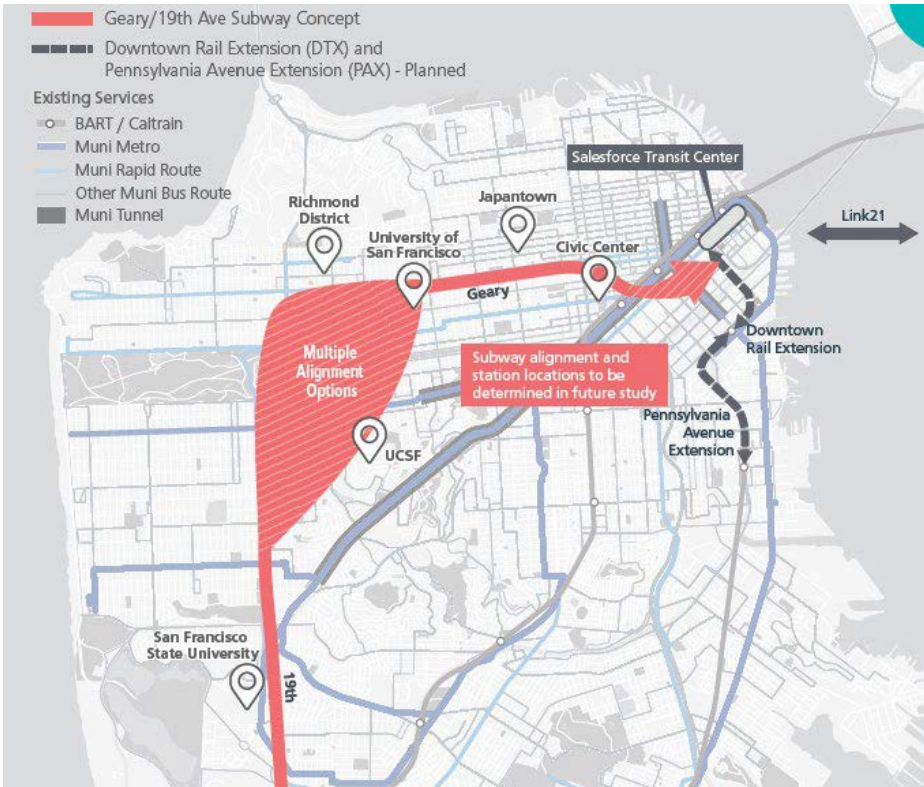 Geary/19th Ave Subway Concept
Downtown Rail Extension (DTX) and
Pennsylvania Avenue Extension (PAX) - Planned
Existing Services
BART / Caltrain
Muni Metro
Muni Rapid Route
Other Muni Bus Route
Muni Tunnel
Salesforce Transit Center
Link21
Richmond
District
Japantown
University of
San Francisco
Civic Center
Geary
Downtown
Rail Extension
Multiple
Alignment
Options
Subway alignment and
station locations to be
determined in future study
Pennsylvania
Avenue
Extension
UCSF
San Francisco
State University
19th